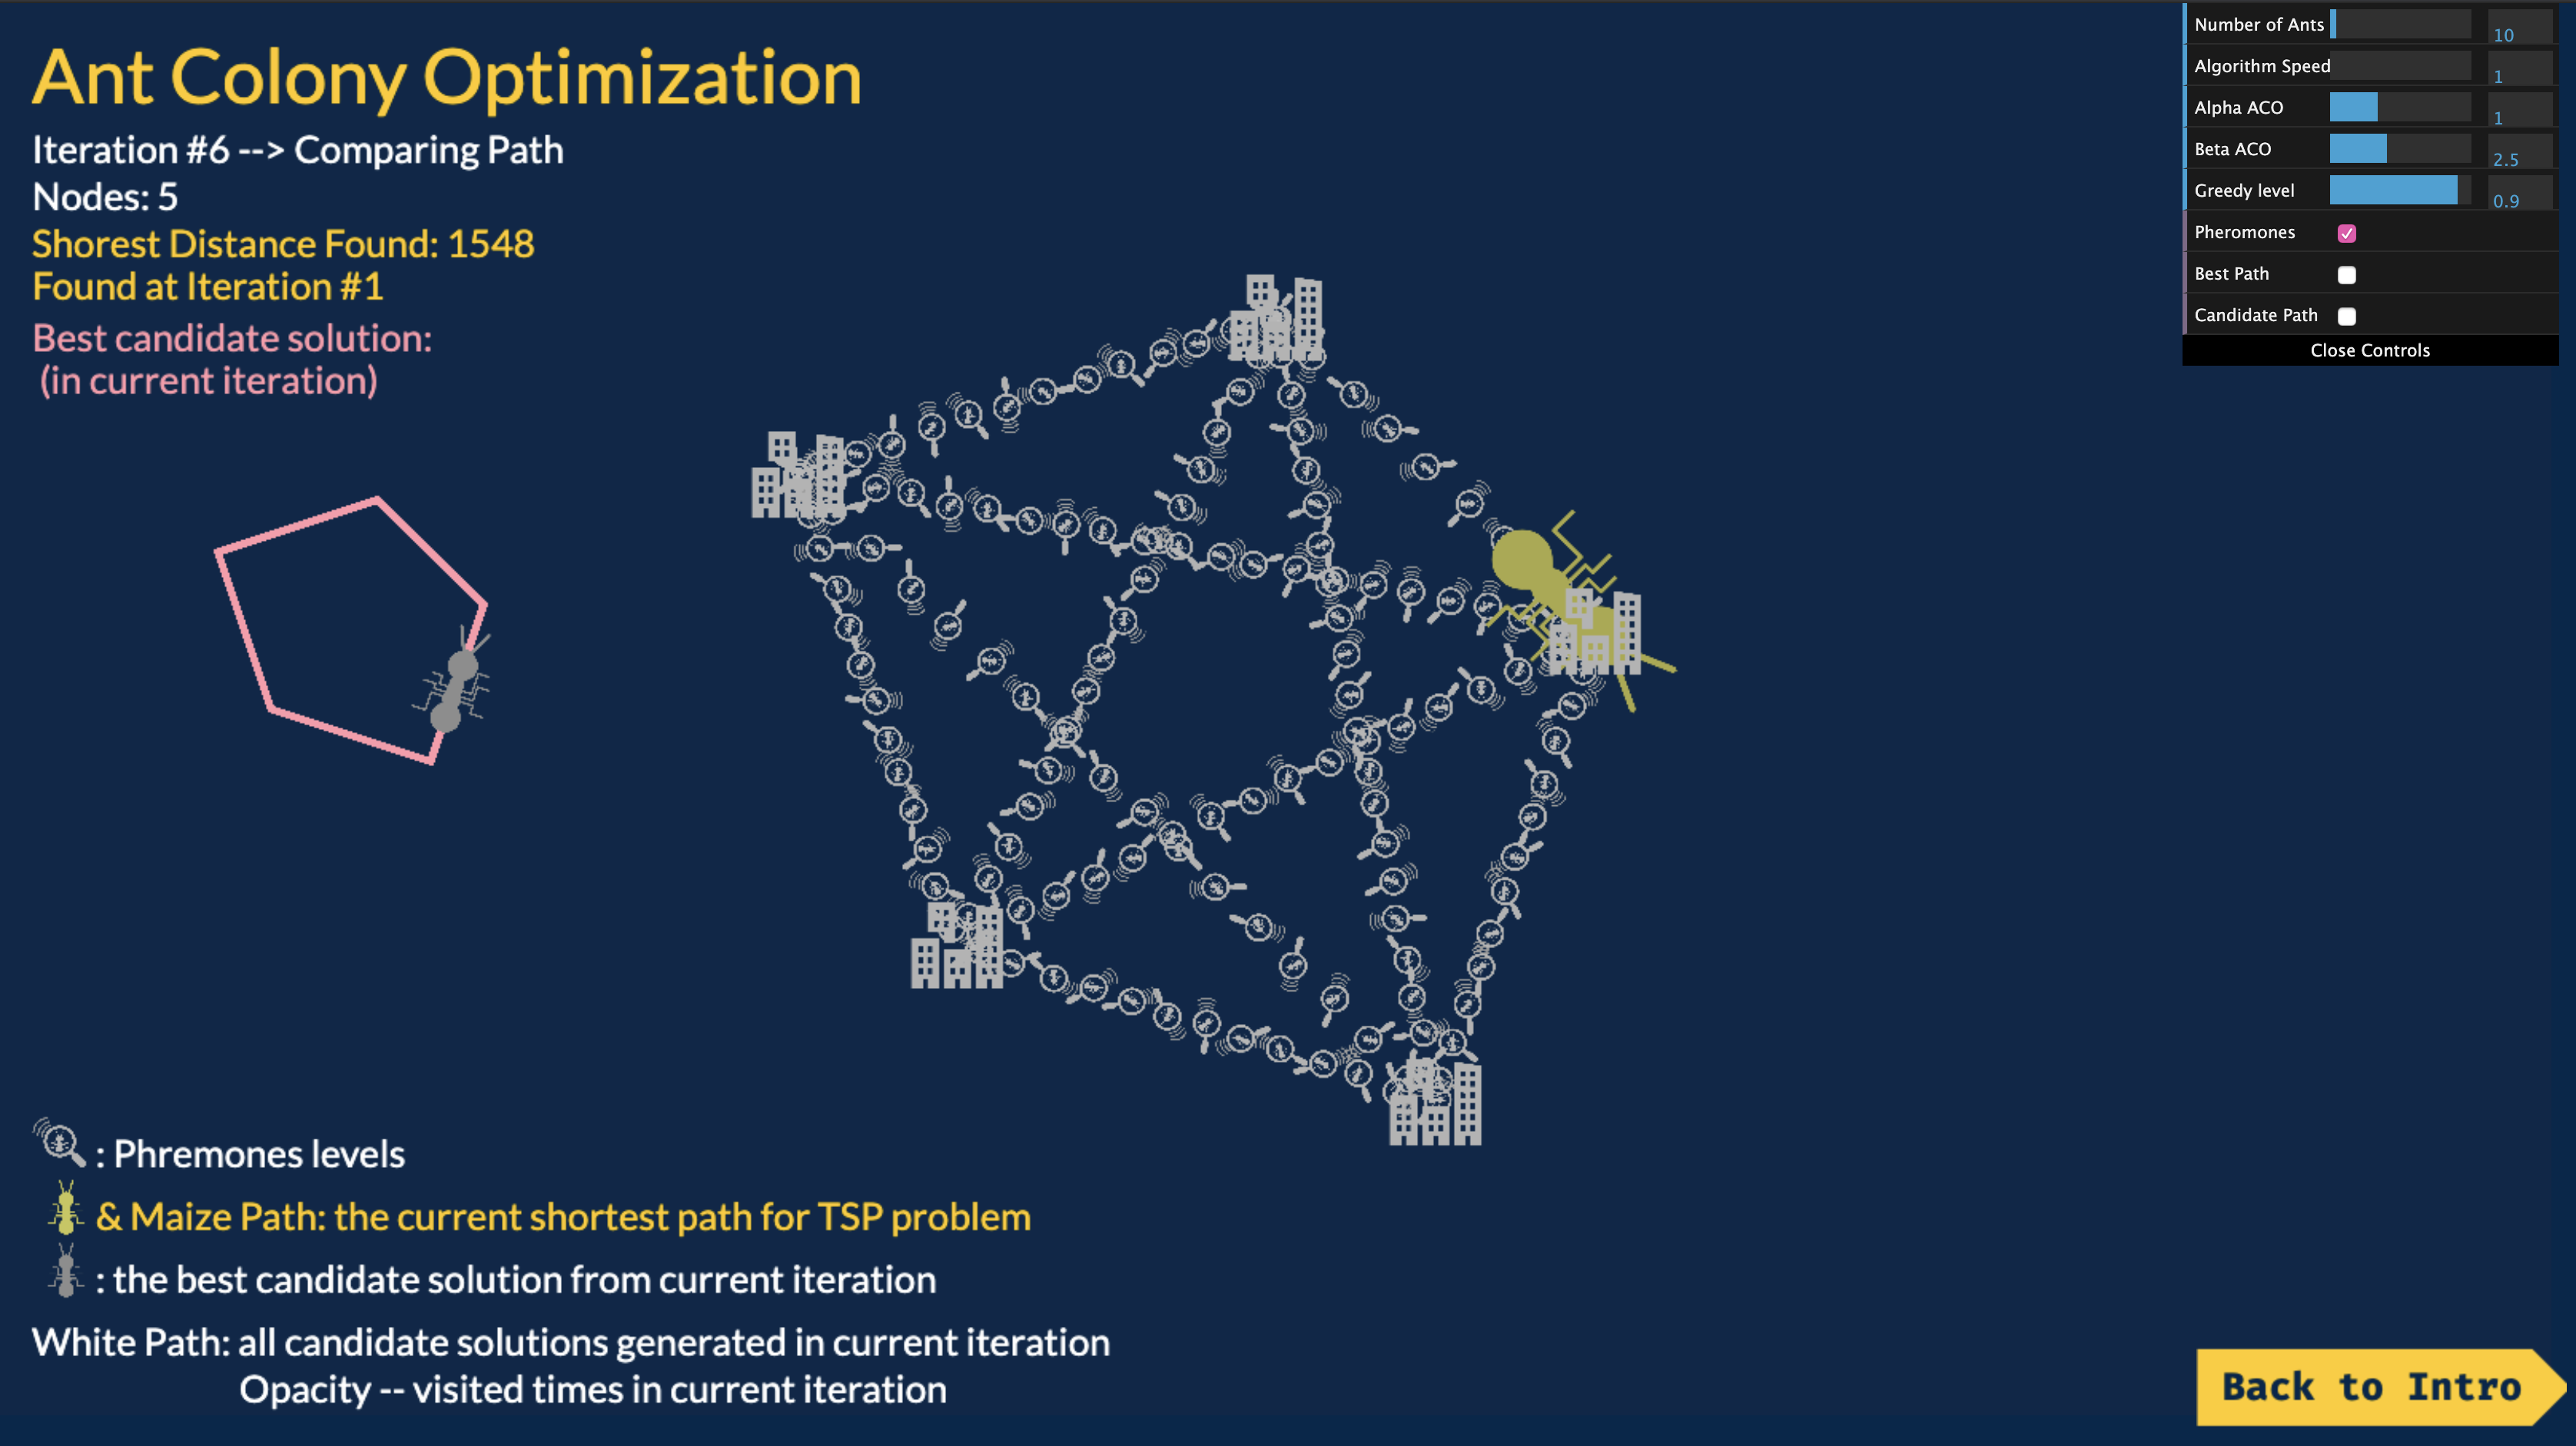 Ant Colony Optimization
Iteration #6 --> Comparing Path
Nodes: 5
Shorest Distance Found: 1548
Found at Iteration #1
Best candidate solution:
(in current iteration)
Number of Ants 10
Algorithm Speed 1
Alpha ACO 1
Beta ACO 2.5
Greedy level 0.9
Pheromones
Best Path
Candidate Path
Close Controls
: Phremones levels
& Maize Path: the current shortest path for TSP problem
: the best candidate solution from current iteration
White Path: all candidate solutions generated in current iteration
Opacity -- visited times in current iteration
Back to Intro